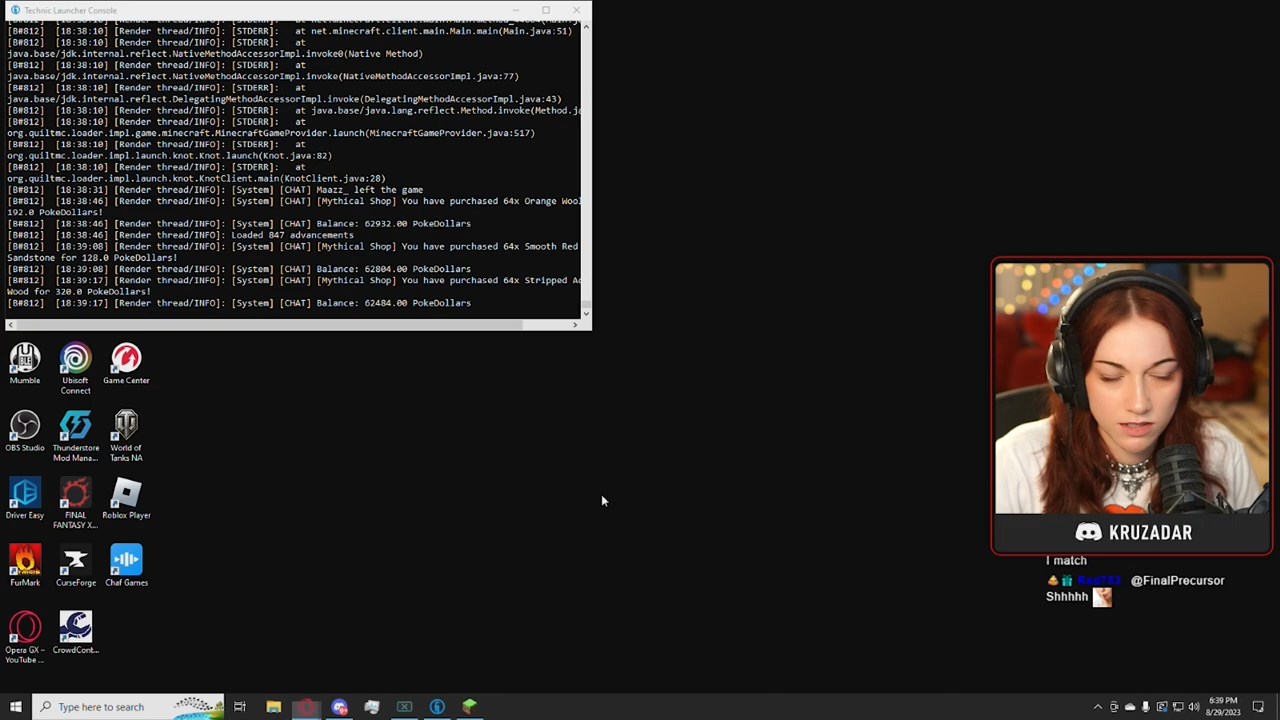 Technic Launcher Console
[B#812] [18:38:10] [Render thread/INFO]: [STDERR]: at net.minecraft.client.main.Main.main(Main.java:51)
[B#812] [18:38:10] [Render thread/INFO]: [STDERR]: at
java.base/jdk.internal.reflect.NativeMethodAccessorImpl.invoke0(Native Method)
[B#812] [18:38:10] [Render thread/INFO]: [STDERR]: at
java.base/jdk.internal.reflect.NativeMethodAccessorImpl.invoke(NativeMethodAccessorImpl.java:77)
[B#812] [18:38:10] [Render thread/INFO]: [STDERR]: at
java.base/jdk.internal.reflect.DelegatingMethodAccessorImpl.invoke(DelegatingMethodAccessorImpl.java:43)
[B#812] [18:38:10] [Render thread/INFO]: [STDERR]: at java.base/java.lang.reflect.Method.invoke(Method.j
[B#812] [18:38:10] [Render thread/INFO]: [STDERR]: at
org.quiltmc.loader.impl.game.minecraft.MinecraftGameProvider.launch(MinecraftGameProvider.java:517)
[B#812] [18:38:10] [Render thread/INFO]: [STDERR]: at
org.quiltmc.loader.impl.launch.knot.Knot.launch(Knot.java:82)
[B#812] [18:38:10] [Render thread/INFO]: [STDERR]: at
org.quiltmc.loader.impl.launch.knot.KnotClient.main(KnotClient.java:28)
[B#812] [18:38:31] [Render thread/INFO]: [System] [CHAT] Maazz_ left the game
[B#812] [18:38:46] [Render thread/INFO]: [System] [CHAT] [Mythical Shop] You have purchased 64x Orange Wool
192.0 PokeDollars!
[B#812] [18:38:46] [Render thread/INFO]: [System] [CHAT] Balance: 62932.00 PokeDollars
[B#812] [18:38:46] [Render thread/INFO]: Loaded 847 advancements
[B#812] [18:39:08] [Render thread/INFO]: [System] [CHAT] [Mythical Shop] You have purchased 64x Smooth Red
Sandstone for 128.0 PokeDollars!
[B#812] [18:39:08] [Render thread/INFO]: [System] [CHAT] Balance: 62804.00 PokeDollars
[B#812] [18:39:17] [Render thread/INFO]: [System] [CHAT] [Mythical Shop] You have purchased 64x Stripped Ac
Wood for 320.0 PokeDollars!
[B#812] [18:39:17] [Render thread/INFO]: [System] [CHAT] Balance: 62484.00 PokeDollars
Mumble
Ubisoft
Connect
Game Center
OBS Studio
Thunderstore
Mod Mana...
World of
Tanks NA
Driver Easy
FINAL
FANTASY X...
Roblox Player
FurMark
CurseForge
Chaf Games
Opera GX -
YouTube ...
CrowdCont...
KRUZADAR
I match
@FinalPrecursor
Shhhhh
Type here to search
6:39 PM
8/29/2023